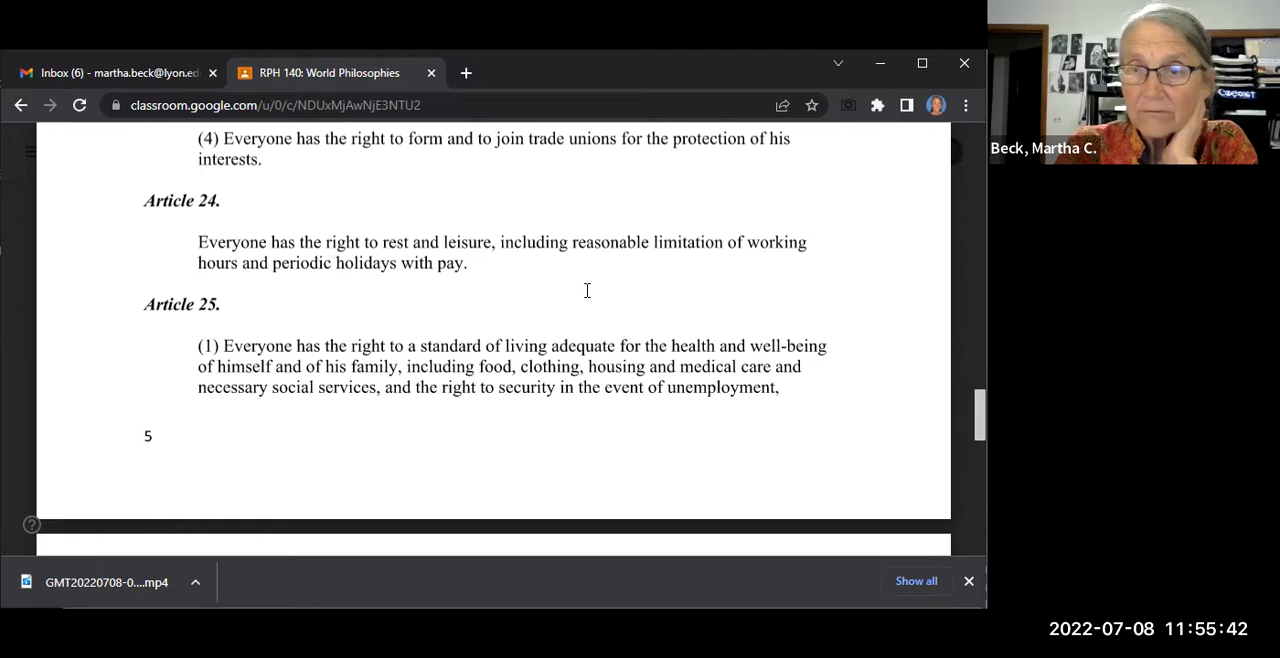 Inbox (6) - martha.beck@lyon.ed
RPH 140: World Philosophies
classroom.google.com/u/0/c/NDUxMjAwNjE3NTU2
(4) Everyone has the right to form and to join trade unions for the protection of his
interests.
Article 24.
Everyone has the right to rest and leisure, including reasonable limitation of working
hours and periodic holidays with pay.
Article 25.
(1) Everyone has the right to a standard of living adequate for the health and well-being
of himself and of his family, including food, clothing, housing and medical care and
necessary social services, and the right to security in the event of unemployment,
5
GMT20220708-0....mp4
Show all
COEXIST
Beck, Martha C.
2022-07-08 11:55:42